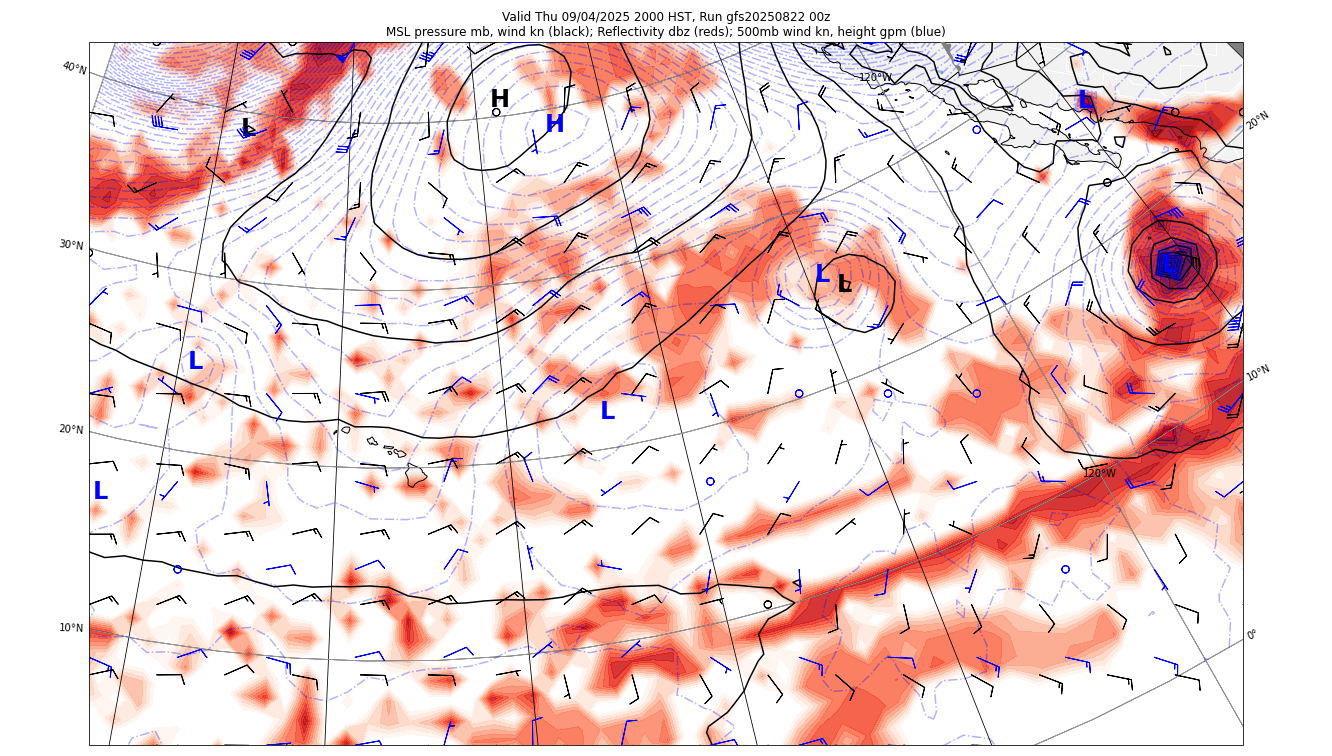 Valid Thu 09/04/2025 2000 HST, Run gfs20250822 00z
MSL pressure mb, wind kn (black); Reflectivity dbz (reds); 500mb wind kn, height gpm (blue)
40°N
120°W
H
L
L
20°N
L
H
30°N
L
L
L
L
10°N
L
20°N
120°W
L
10°N
0°